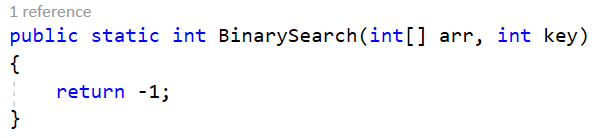 1 reference
public static int BinarySearch(int[] arr, int key)
{
    return -1;
}